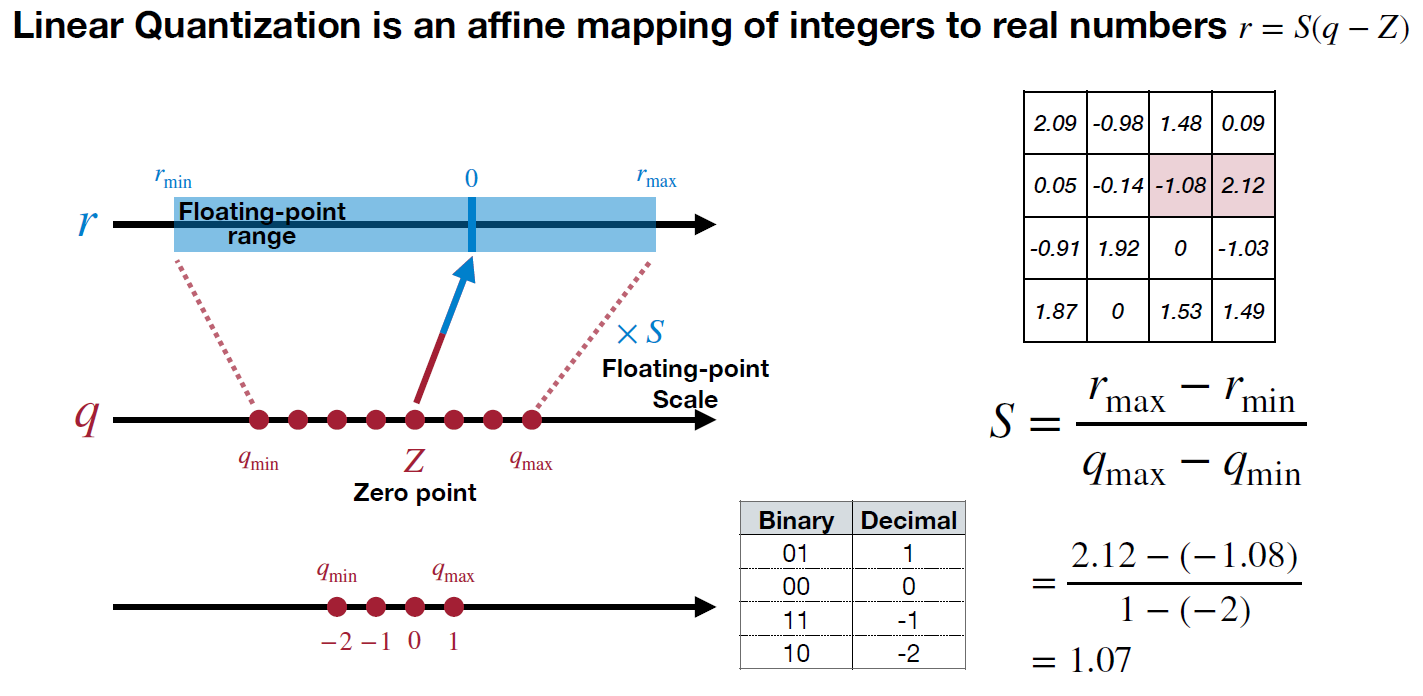 Linear Quantization is an affine mapping of integers to real numbers r = S(q − Z)
r_min 0 r_max
r
Floating-point
range
× S
Floating-point
Scale
q
q_min Z q_max
Zero point
q_min q_max
−2 −1 0 1
Binary Decimal
01 1
00 0
11 -1
10 -2
2.09 -0.98 1.48 0.09
0.05 -0.14 -1.08 2.12
-0.91 1.92 0 -1.03
1.87 0 1.53 1.49
S = (r_max − r_min) / (q_max − q_min)
= (2.12 − (−1.08)) / (1 − (−2))
= 1.07